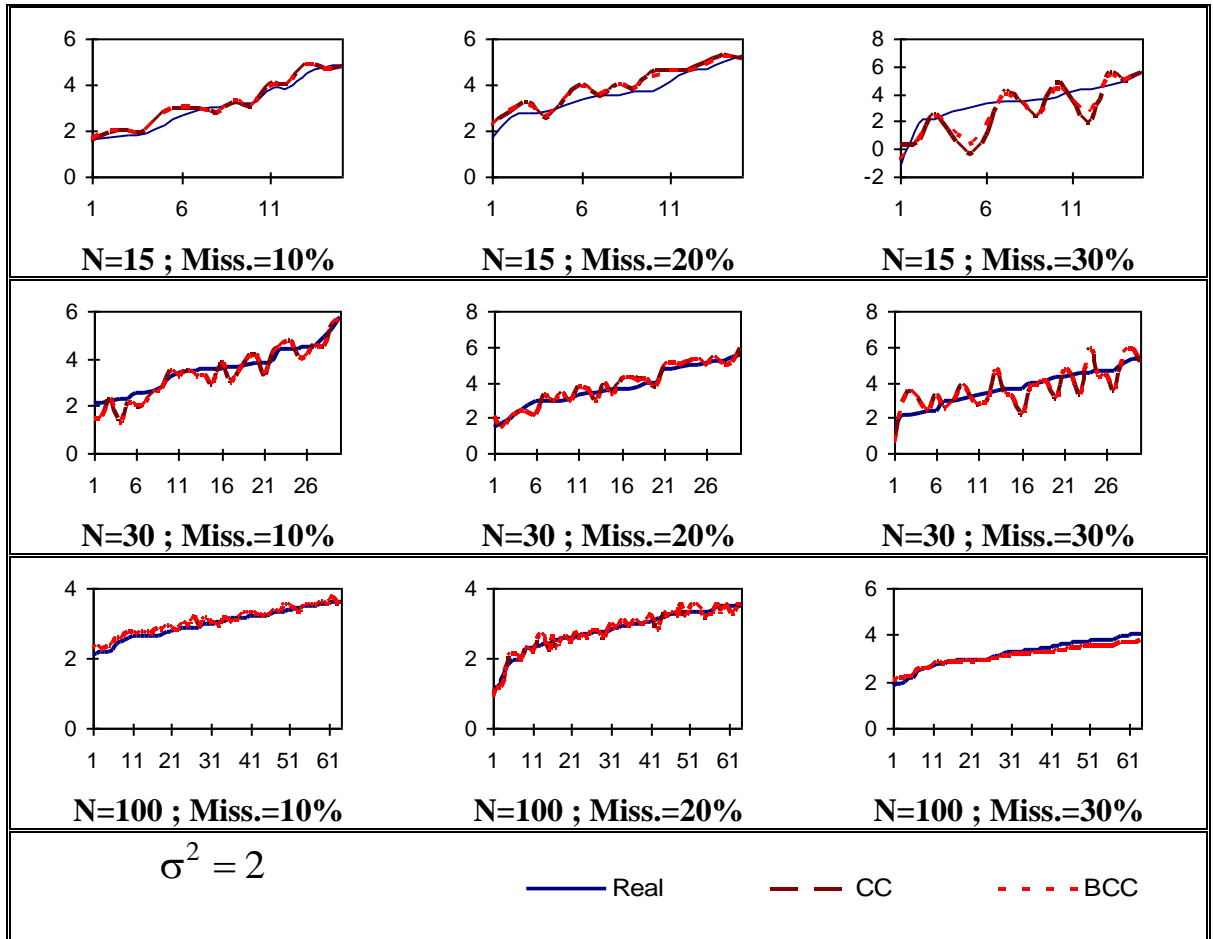 6 6 8
4 4 6
4
2 2 2
0
0 0 -2
1 6 11 1 6 11 1 6 11
N=15 ; Miss.=10% N=15 ; Miss.=20% N=15 ; Miss.=30%
6 8 8
4 6 6
4 4
2 2 2
0 0 0
1 6 11 16 21 26 1 6 11 16 21 26 1 6 11 16 21 26
N=30 ; Miss.=10% N=30 ; Miss.=20% N=30 ; Miss.=30%
4 4 6
4
2 2 2
0 0 0
1 11 21 31 41 51 61 1 11 21 31 41 51 61 1 11 21 31 41 51 61
N=100 ; Miss.=10% N=100 ; Miss.=20% N=100 ; Miss.=30%
σ² = 2
Real CC BCC